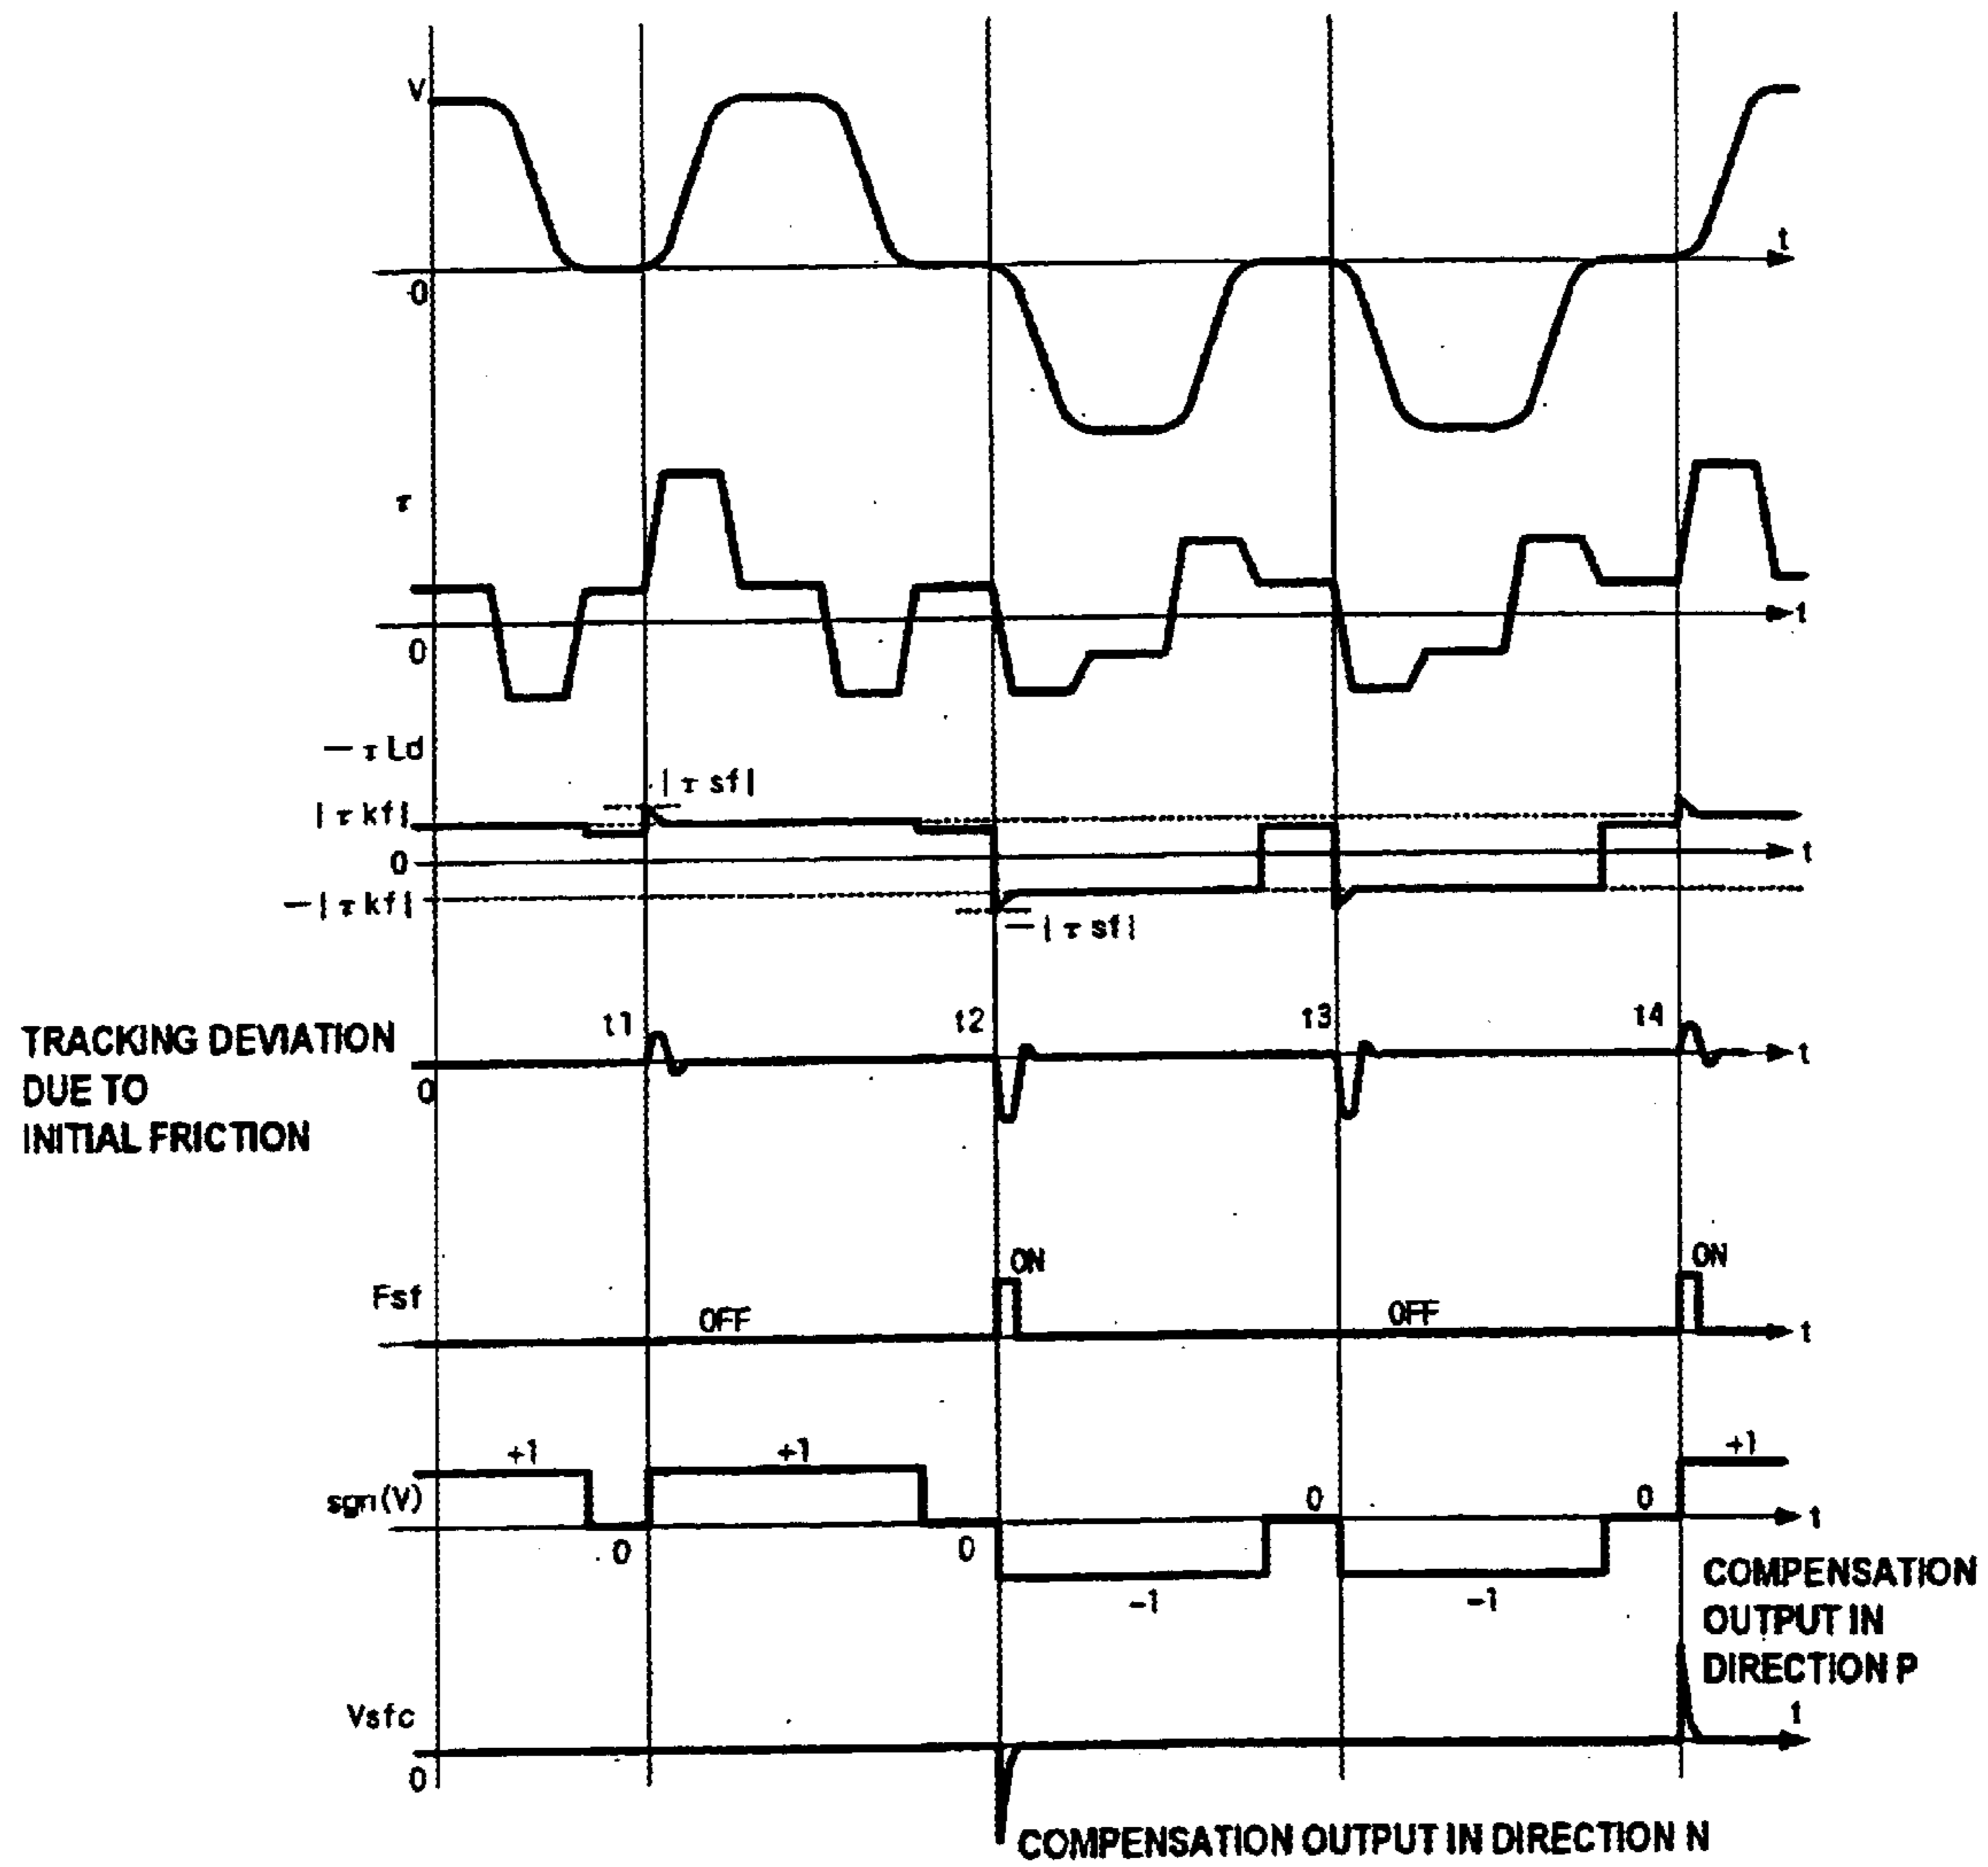 V
t
0
τ
t
0
—τLd
|τsf|
|τkf|
0
t
—|τkf|
—|τsf|
t1
t2
t3
t4
TRACKING DEVIATION
DUE TO
INITIAL FRICTION
t
0
ON
ON
Fsf
OFF
OFF
t
+1
+1
+1
sgn(V)
0
0
t
0
0
-1
-1
COMPENSATION
OUTPUT IN
DIRECTION P
Vsfc
t
0
COMPENSATION OUTPUT IN DIRECTION N